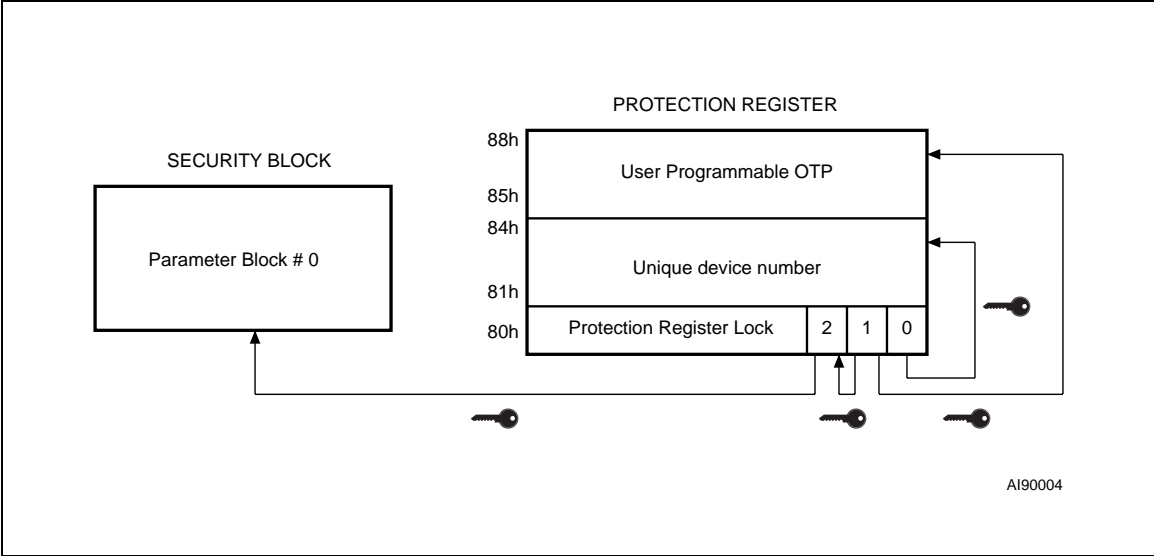 PROTECTION REGISTER
SECURITY BLOCK
88h
User Programmable OTP
85h
84h
Parameter Block # 0
Unique device number
81h
80h
Protection Register Lock 2 1 0
AI90004